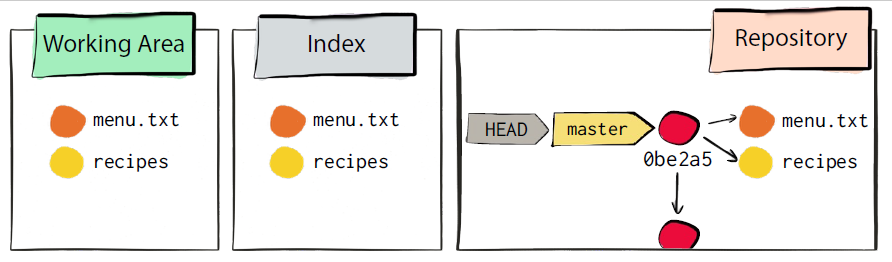 Working Area
Index
Repository
menu.txt
recipes
menu.txt
recipes
HEAD
master
0be2a5
menu.txt
recipes